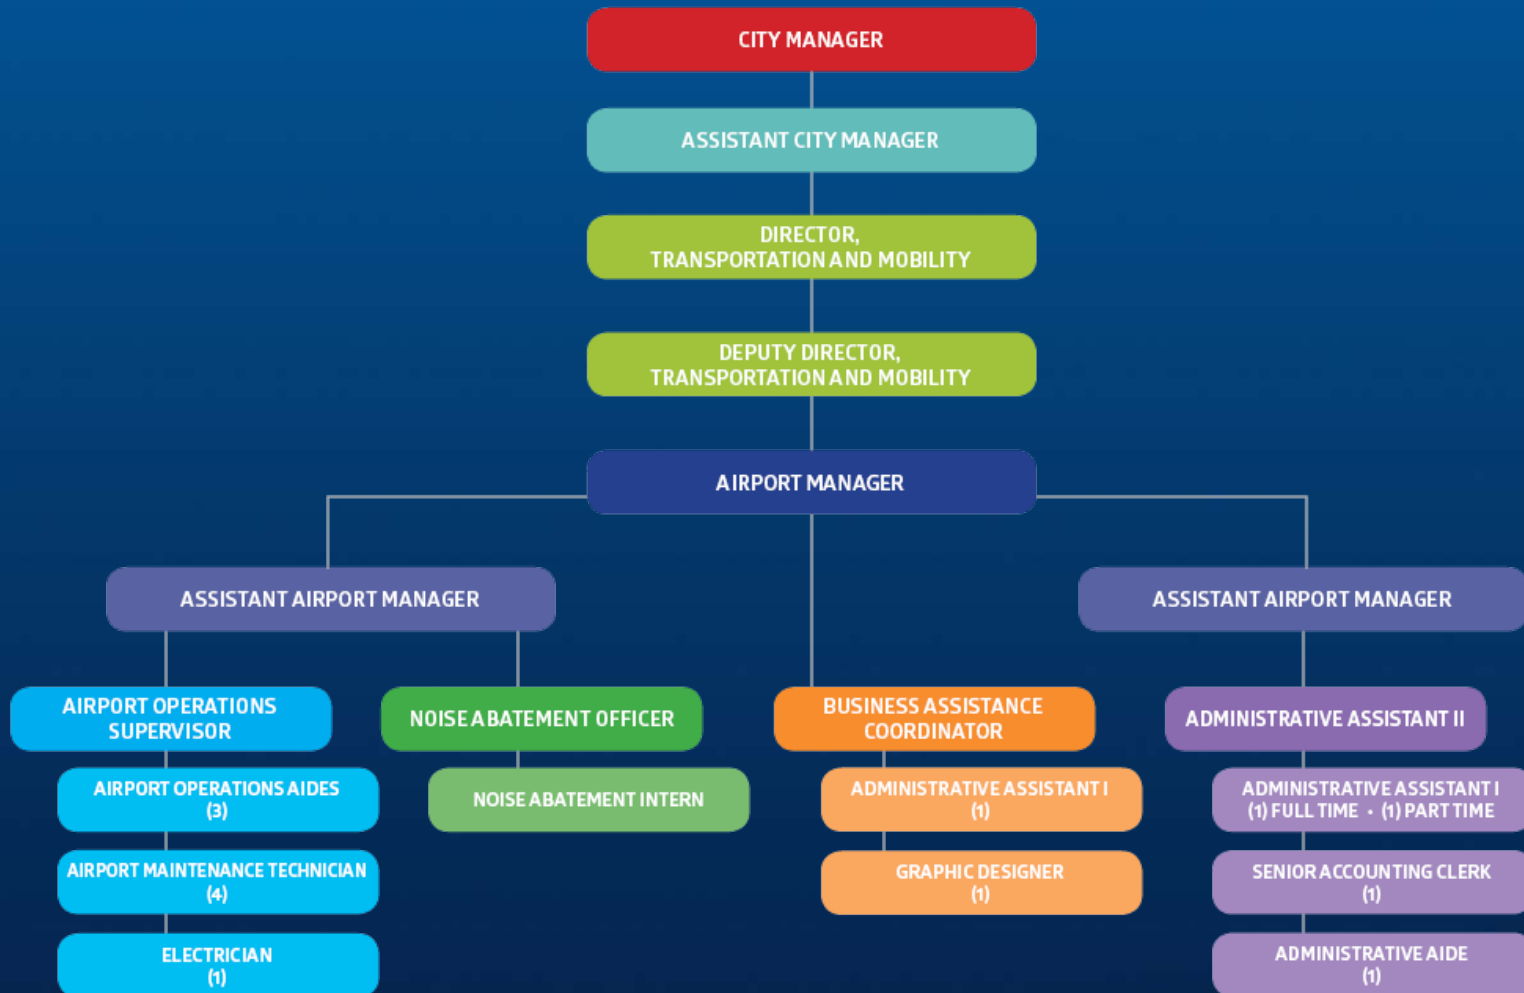 CITY MANAGER
ASSISTANT CITY MANAGER
DIRECTOR,
TRANSPORTATION AND MOBILITY
DEPUTY DIRECTOR,
TRANSPORTATION AND MOBILITY
AIRPORT MANAGER
ASSISTANT AIRPORT MANAGER
ASSISTANT AIRPORT MANAGER
AIRPORT OPERATIONS
SUPERVISOR
AIRPORT OPERATIONS AIDES
(3)
AIRPORT MAINTENANCE TECHNICIAN
(4)
ELECTRICIAN
(1)
NOISE ABATEMENT OFFICER
NOISE ABATEMENT INTERN
BUSINESS ASSISTANCE
COORDINATOR
ADMINISTRATIVE ASSISTANT I
(1)
GRAPHIC DESIGNER
(1)
ADMINISTRATIVE ASSISTANT II
ADMINISTRATIVE ASSISTANT I
(1) FULL TIME • (1) PART TIME
SENIOR ACCOUNTING CLERK
(1)
ADMINISTRATIVE AIDE
(1)